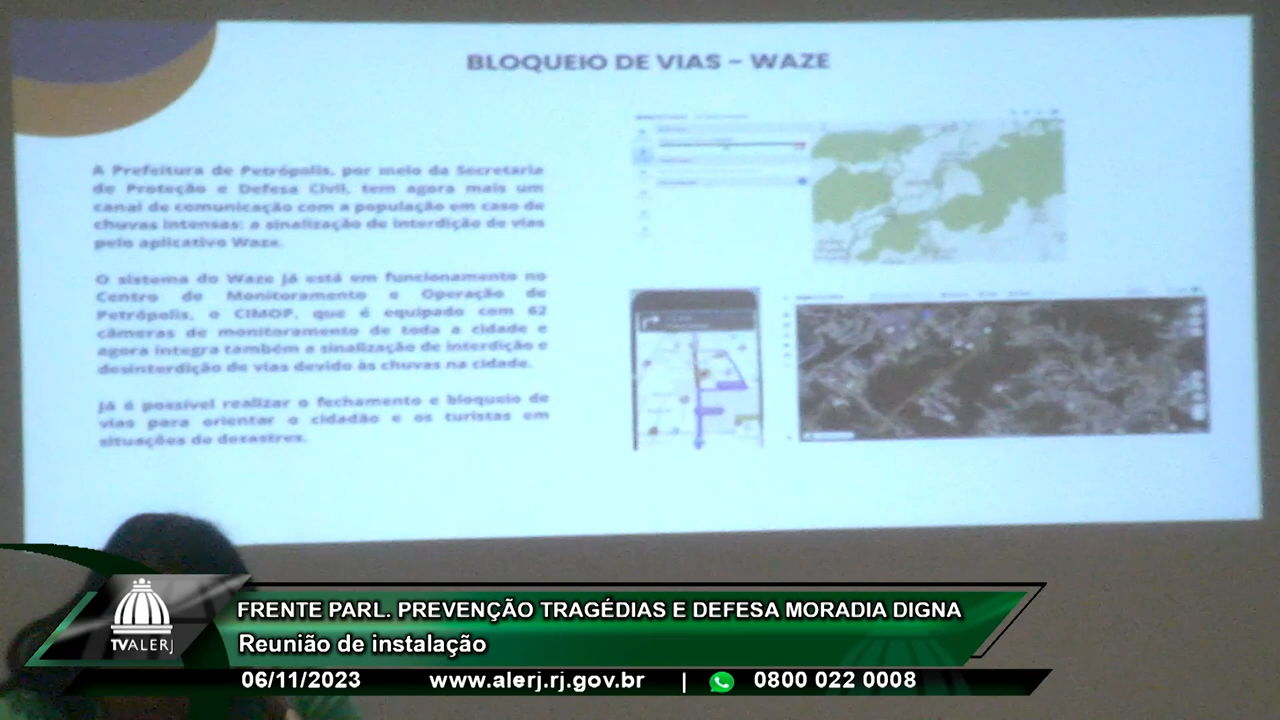 BLOQUEIO DE VIAS - WAZE
A Prefeitura de Petrópolis, por meio da Secretaria
de Proteção e Defesa Civil, tem agora mais um
canal de comunicação com a população em caso de
chuvas intensas: a sinalização de interdição de vias
pelo aplicativo Waze.
O sistema do Waze já está em funcionamento no
Centro de Monitoramento e Operação de
Petrópolis, o CIMOP, que é equipado com 62
câmeras de monitoramento de toda a cidade e
agora integra também a sinalização de interdição e
desinterdição de vias devido às chuvas na cidade.
Já é possível realizar o fechamento e bloqueio de
vias para orientar o cidadão e os turistas em
situações de desastres.
FRENTE PARL. PREVENÇÃO TRAGÉDIAS E DEFESA MORADIA DIGNA
Reunião de instalação
TVALERJ
06/11/2023 www.alerj.rj.gov.br | 0800 022 0008